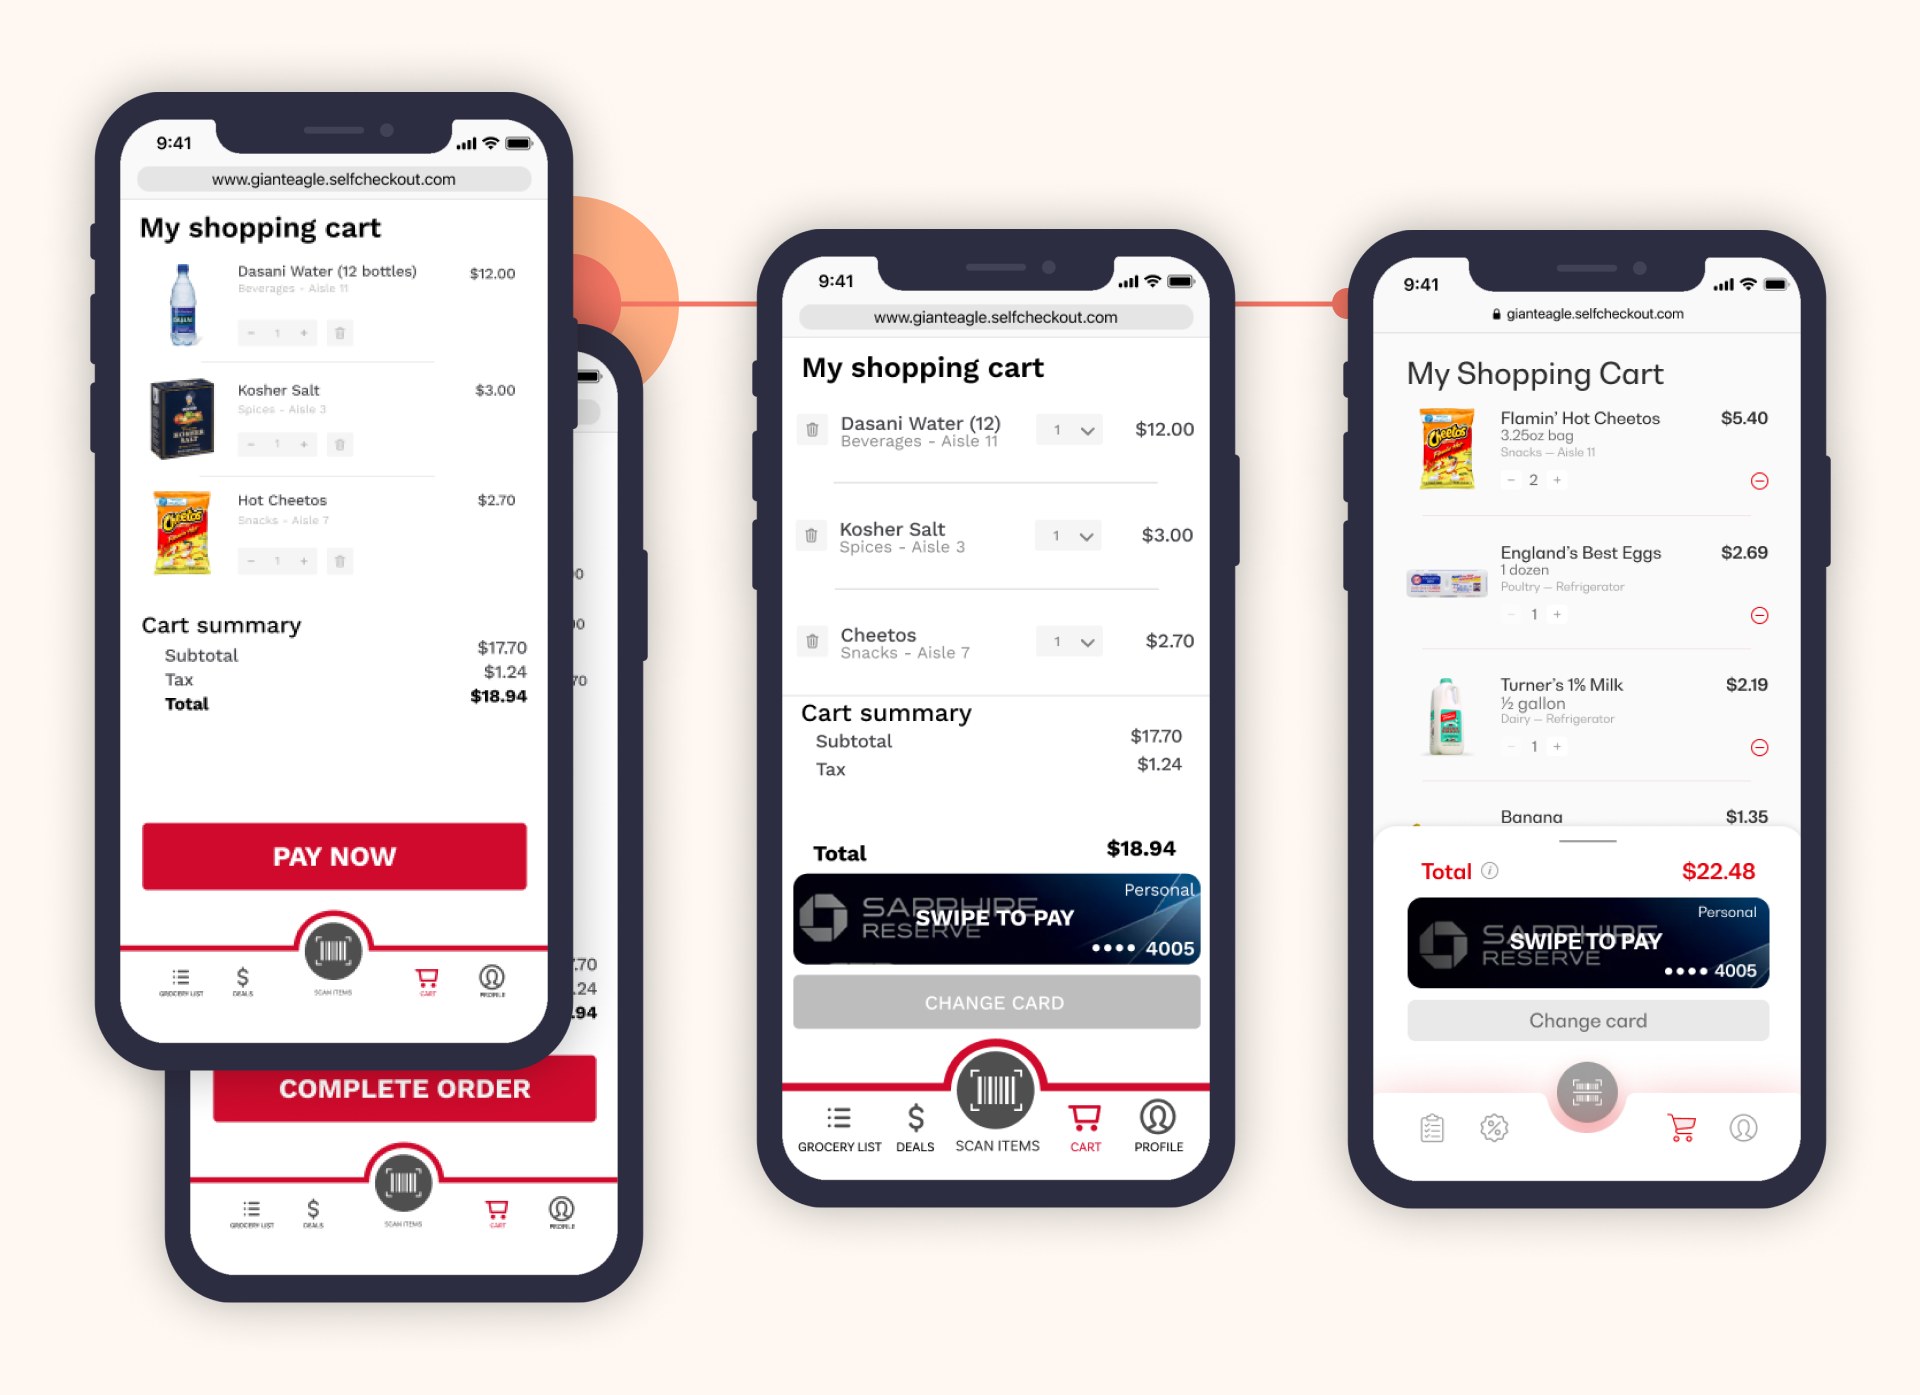 9:41
www.gianteagle.selfcheckout.com
My shopping cart
Dasani Water (12 bottles) $12.00
Beverages - Aisle 11
DASANI
- 1 +
Kosher Salt $3.00
Spices - Aisle 3
KOSHER
SALT
- 1 +
Hot Cheetos $2.70
Snacks - Aisle 7
Cheetos
- 1 +
Cart summary
Subtotal $17.70
Tax $1.24
Total $18.94
PAY NOW
GROCERY LIST
DEALS
SCAN ITEMS
CART
PROFILE
COMPLETE ORDER
GROCERY LIST
DEALS
SCAN ITEMS
CART
PROFILE
9:41
www.gianteagle.selfcheckout.com
My shopping cart
Dasani Water (12) 1 $12.00
Beverages - Aisle 11
Kosher Salt 1 $3.00
Spices - Aisle 3
Cheetos 1 $2.70
Snacks - Aisle 7
Cart summary
Subtotal $17.70
Tax $1.24
Total $18.94
Personal
SAPPHIRE
RESERVE
SWIPE TO PAY
•••• 4005
CHANGE CARD
GROCERY LIST
DEALS
SCAN ITEMS
CART
PROFILE
9:41
gianteagle.selfcheckout.com
My Shopping Cart
Cheetos
Flamin' Hot Cheetos $5.40
3.25oz bag
Snacks — Aisle 11
- 2 +
England's Best Eggs $2.69
1 dozen
Poultry — Refrigerator
- 1 +
Turner's 1% Milk $2.19
½ gallon
Dairy — Refrigerator
- 1 +
Banana $1.35
Total i $22.48
Personal
SAPPHIRE
RESERVE
SWIPE TO PAY
•••• 4005
Change card